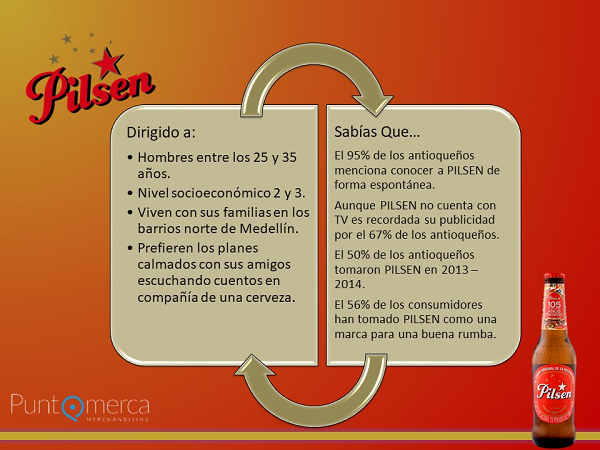 Pilsen
Dirigido a:
• Hombres entre los 25 y 35
años.
• Nivel socioeconómico 2 y 3.
• Viven con sus familias en los
barrios norte de Medellín.
• Prefieren los planes
calmados con sus amigos
escuchando cuentos en
compañía de una cerveza.
Sabías Que...
El 95% de los antioqueños
menciona conocer a PILSEN de
forma espontánea.
Aunque PILSEN no cuenta con
TV es recordada su publicidad
por el 67% de los antioqueños.
El 50% de los antioqueños
tomaron PILSEN en 2013 –
2014.
El 56% de los consumidores
han tomado PILSEN como una
marca para una buena rumba.
105
Pilsen
Punt merca
MERCHANDISING